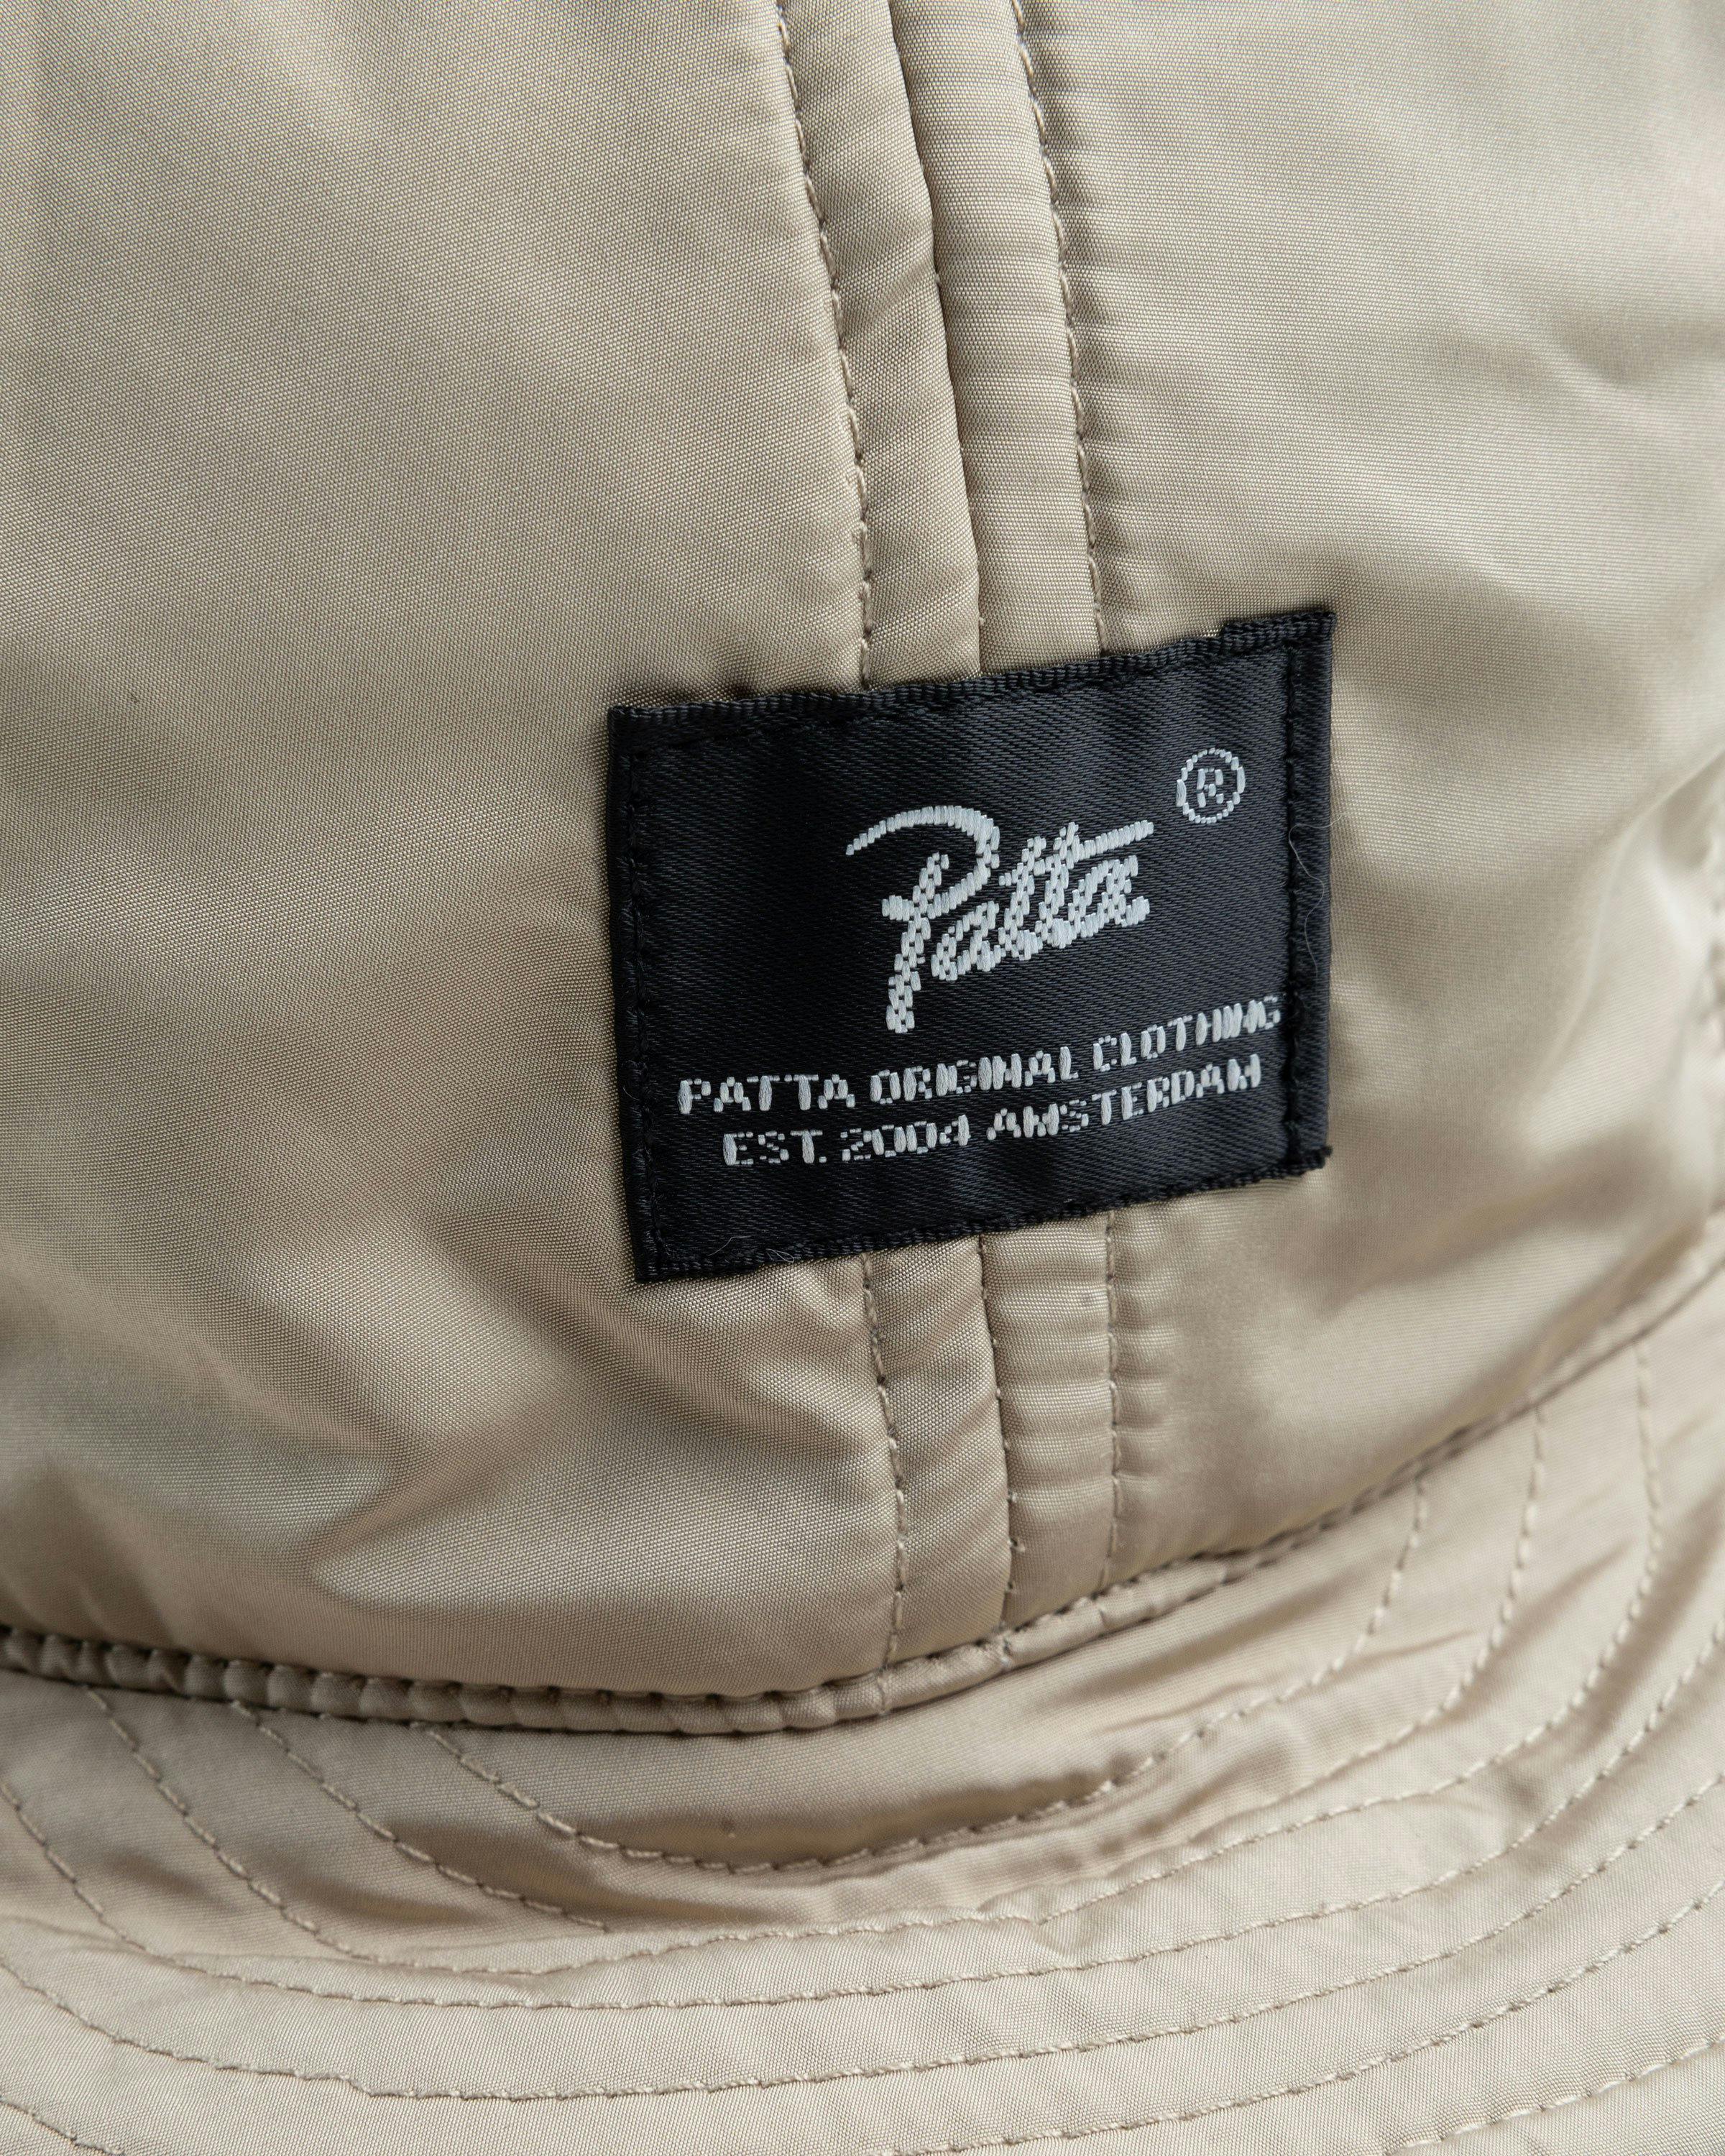 Patta ®
PATTA ORIGINAL CLOTHING
EST. 2004 AMSTERDAM